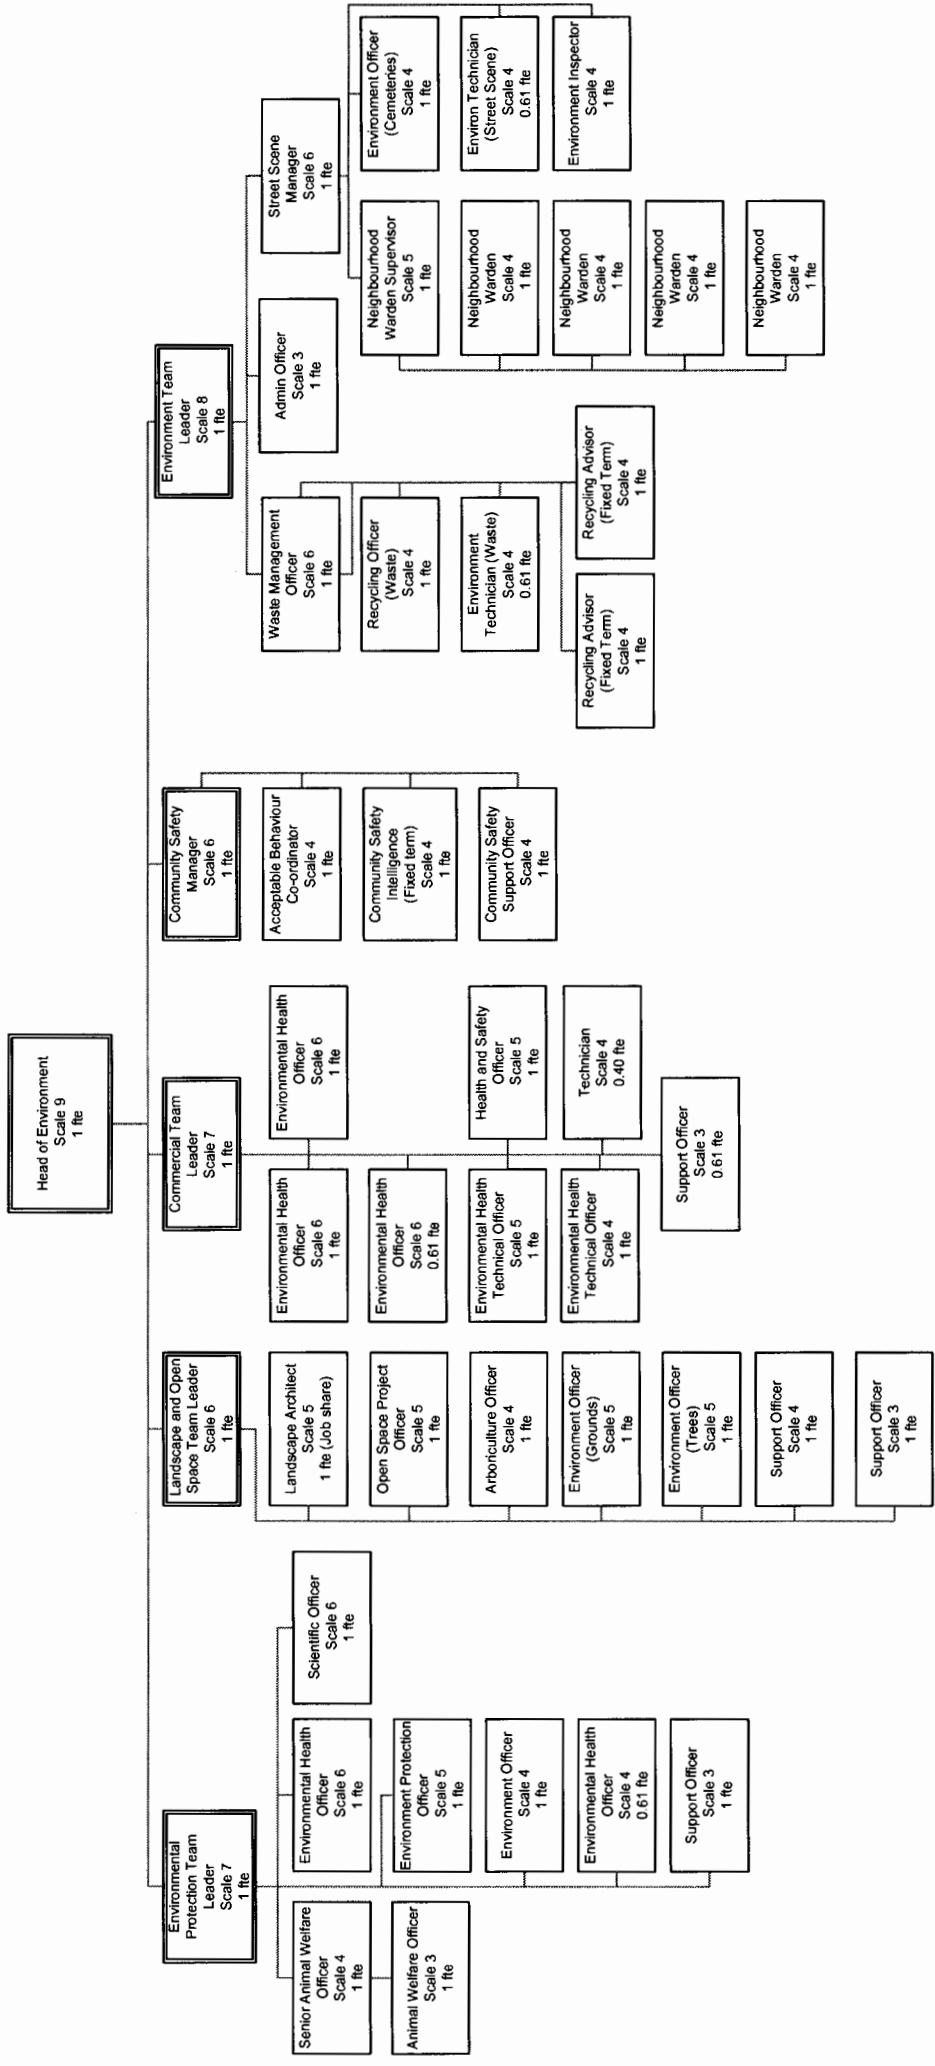 Head of Environment
Scale 9
1 fte
Environmental
Protection Team
Leader
Scale 7
1 fte
Senior Animal Welfare
Officer
Scale 4
1 fte
Animal Welfare Officer
Scale 3
1 fte
Environmental Health
Officer
Scale 6
1 fte
Scientific Officer
Scale 6
1 fte
Environment Protection
Officer
Scale 5
1 fte
Environment Officer
Scale 4
1 fte
Environmental Health
Officer
Scale 4
0.61 fte
Support Officer
Scale 3
1 fte
Landscape and Open
Space Team Leader
Scale 6
1 fte
Landscape Architect
Scale 5
1 fte (Job share)
Open Space Project
Officer
Scale 5
1 fte
Arboriculture Officer
Scale 4
1 fte
Environment Officer
(Grounds)
Scale 5
1 fte
Environment Officer
(Trees)
Scale 5
1 fte
Support Officer
Scale 4
1 fte
Support Officer
Scale 3
1 fte
Commercial Team
Leader
Scale 7
1 fte
Environmental Health
Officer
Scale 6
1 fte
Environmental Health
Officer
Scale 6
1 fte
Environmental Health
Officer
Scale 6
0.61 fte
Environmental Health
Technical Officer
Scale 5
1 fte
Health and Safety
Officer
Scale 5
1 fte
Environmental Health
Technical Officer
Scale 4
1 fte
Technician
Scale 4
0.40 fte
Support Officer
Scale 3
0.61 fte
Community Safety
Manager
Scale 6
1 fte
Acceptable Behaviour
Co-ordinator
Scale 4
1 fte
Community Safety
Intelligence
(Fixed term)
Scale 4
1 fte
Community Safety
Support Officer
Scale 4
1 fte
Environment Team
Leader
Scale 8
1 fte
Waste Management
Officer
Scale 6
1 fte
Recycling Officer
(Waste)
Scale 4
1 fte
Environment
Technician (Waste)
Scale 4
0.61 fte
Recycling Advisor
(Fixed Term)
Scale 4
1 fte
Recycling Advisor
(Fixed Term)
Scale 4
1 fte
Admin Officer
Scale 3
1 fte
Street Scene
Manager
Scale 6
1 fte
Neighbourhood
Warden Supervisor
Scale 5
1 fte
Neighbourhood
Warden
Scale 4
1 fte
Neighbourhood
Warden
Scale 4
1 fte
Neighbourhood
Warden
Scale 4
1 fte
Neighbourhood
Warden
Scale 4
1 fte
Environment Officer
(Cemeteries)
Scale 4
1 fte
Environ Technician
(Street Scene)
Scale 4
0.61 fte
Environment Inspector
Scale 4
1 fte